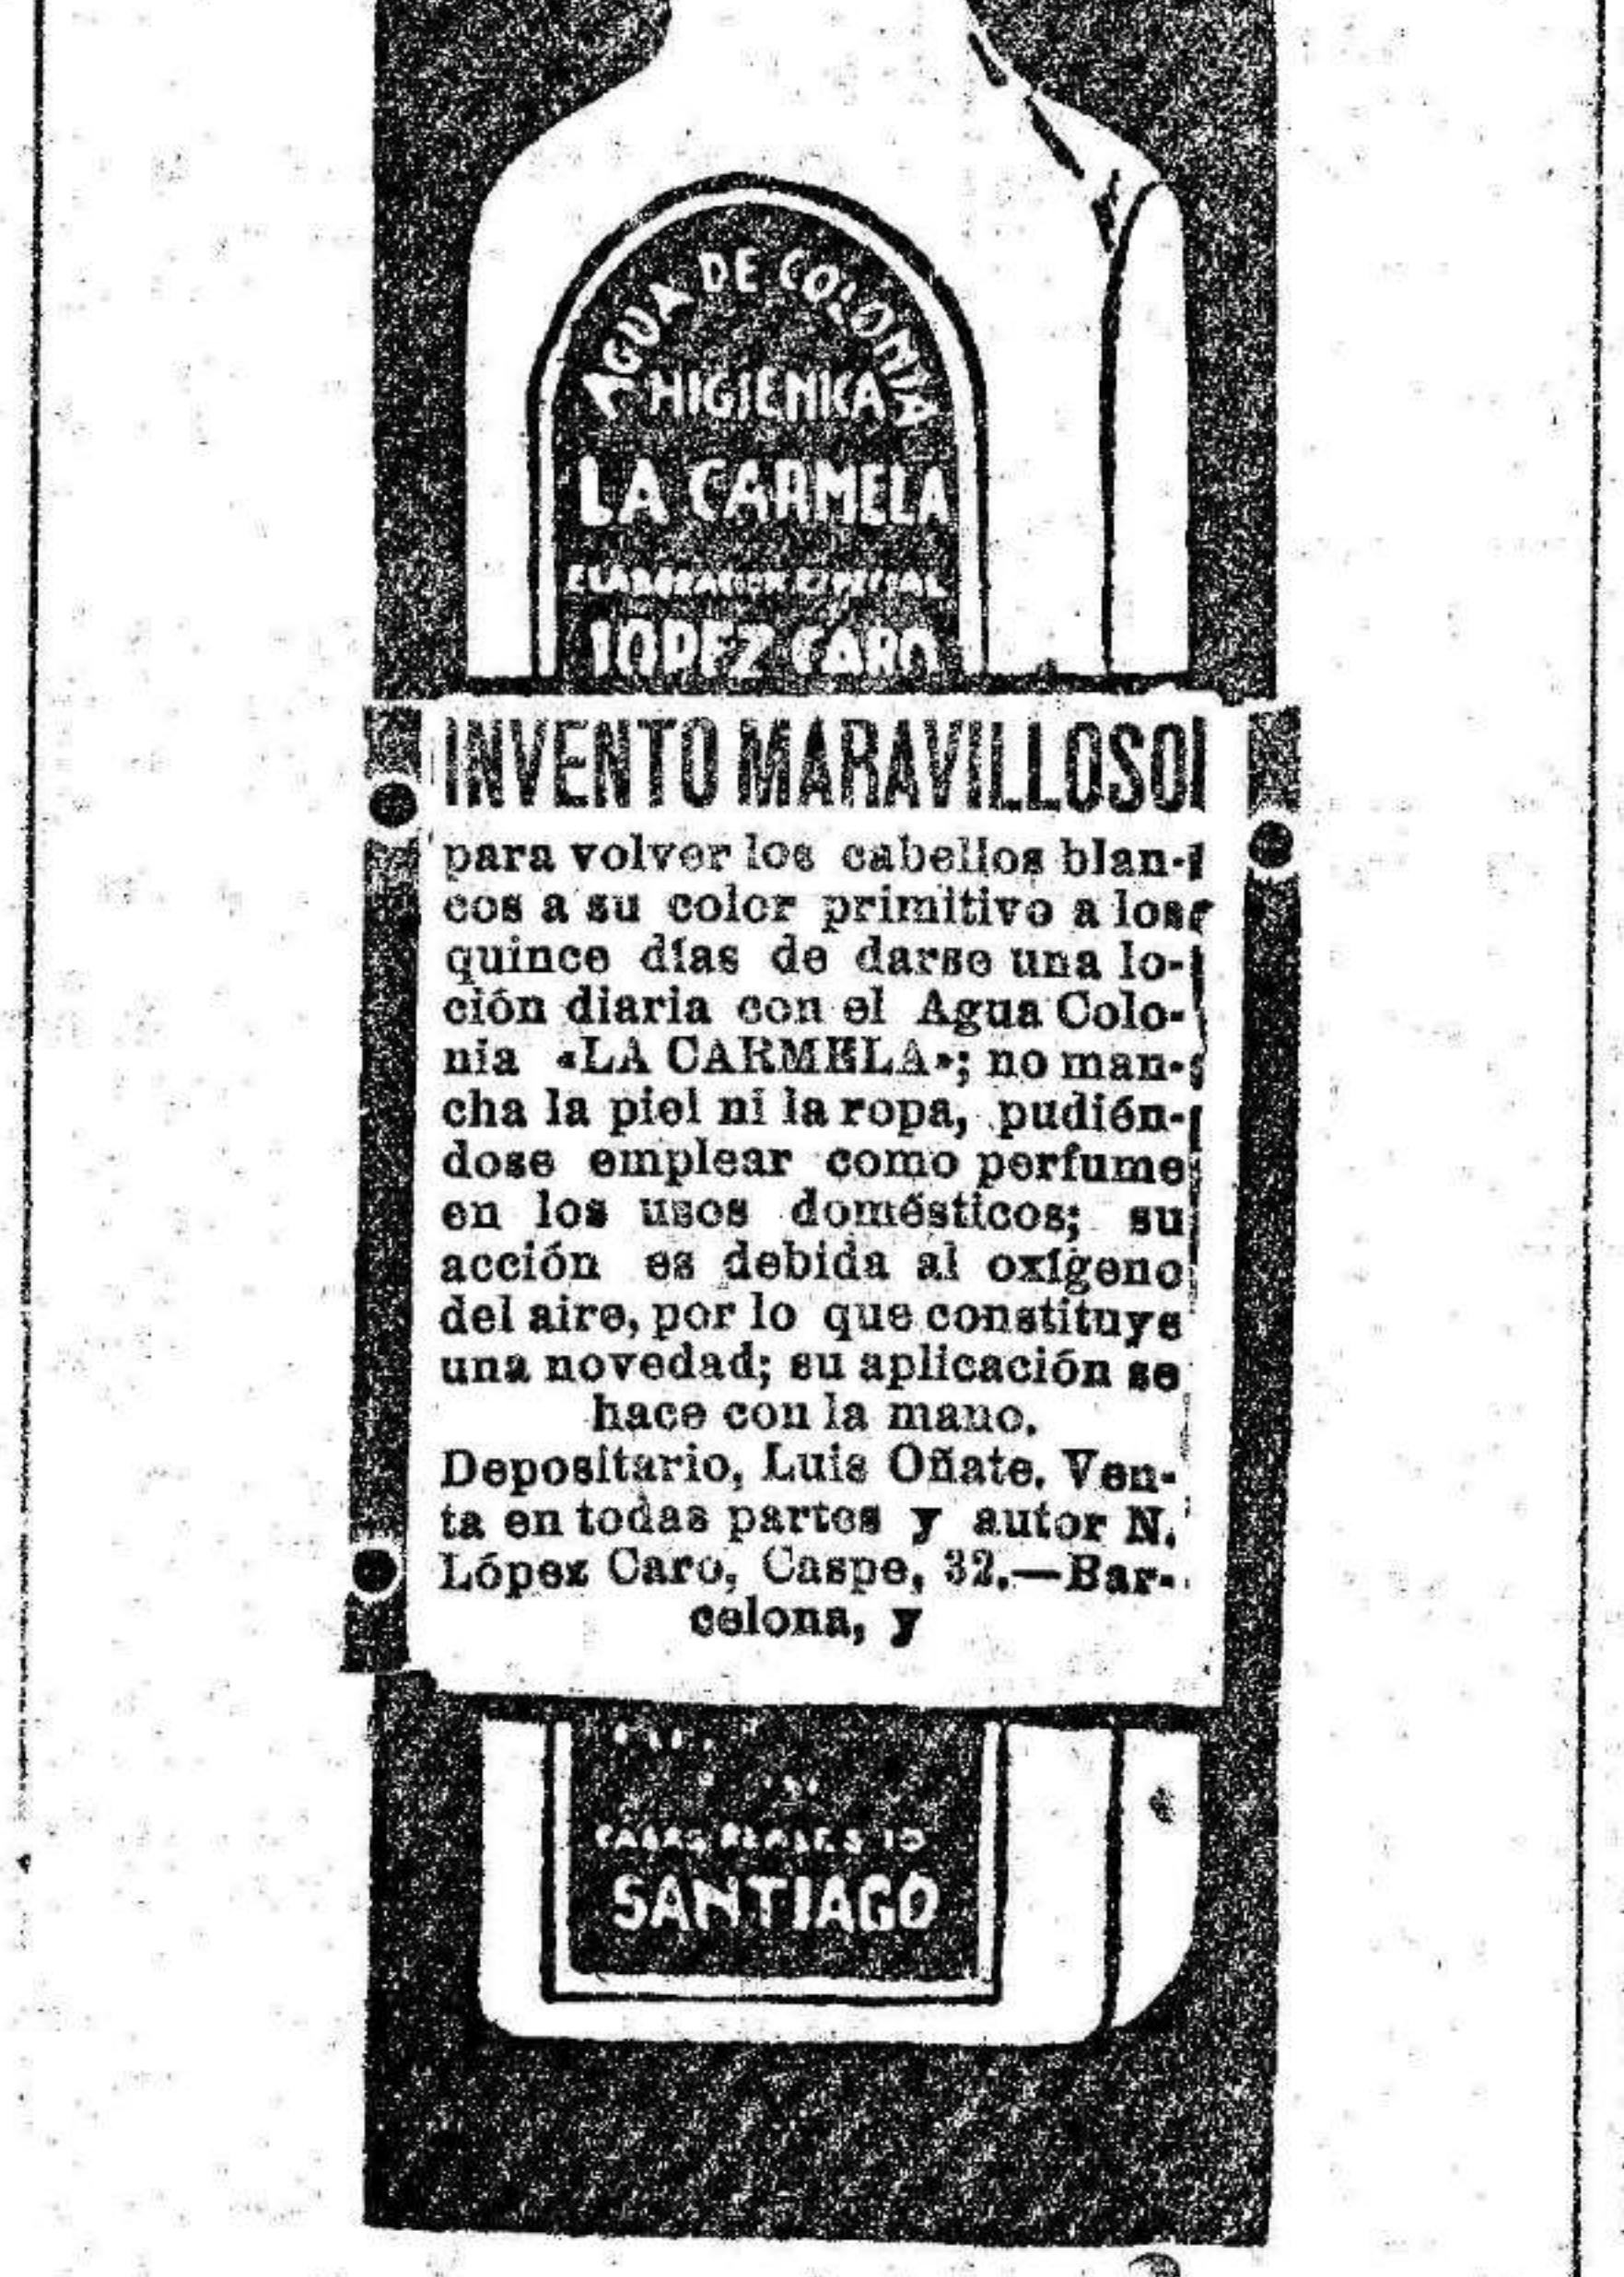 AGUA DE COLONIA
HIGIENICA
LA CARMELA
ELABORACION ESPECIAL
LOPEZ CARO
INVENTO MARAVILLOSO
para volver los cabellos blan-
cos a su color primitivo a los
quince días de darse una lo-
ción diaria con el Agua Colo-
nia «LA CARMELA»; no man-
cha la piel ni la ropa, pudién-
dose emplear como perfume
en los usos domésticos; su
acción es debida al oxígeno
del aire, por lo que constituye
una novedad; su aplicación se
hace con la mano.
Depositario, Luis Oñate. Ven-
ta en todas partes y autor N.
López Caro, Caspe, 32.—Bar-
celona, y
SANTIAGO